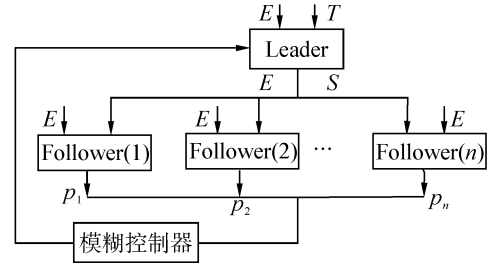 E T
Leader
E S
E E E
Follower(1) Follower(2) ... Follower(n)
p1 p2 pn
模糊控制器